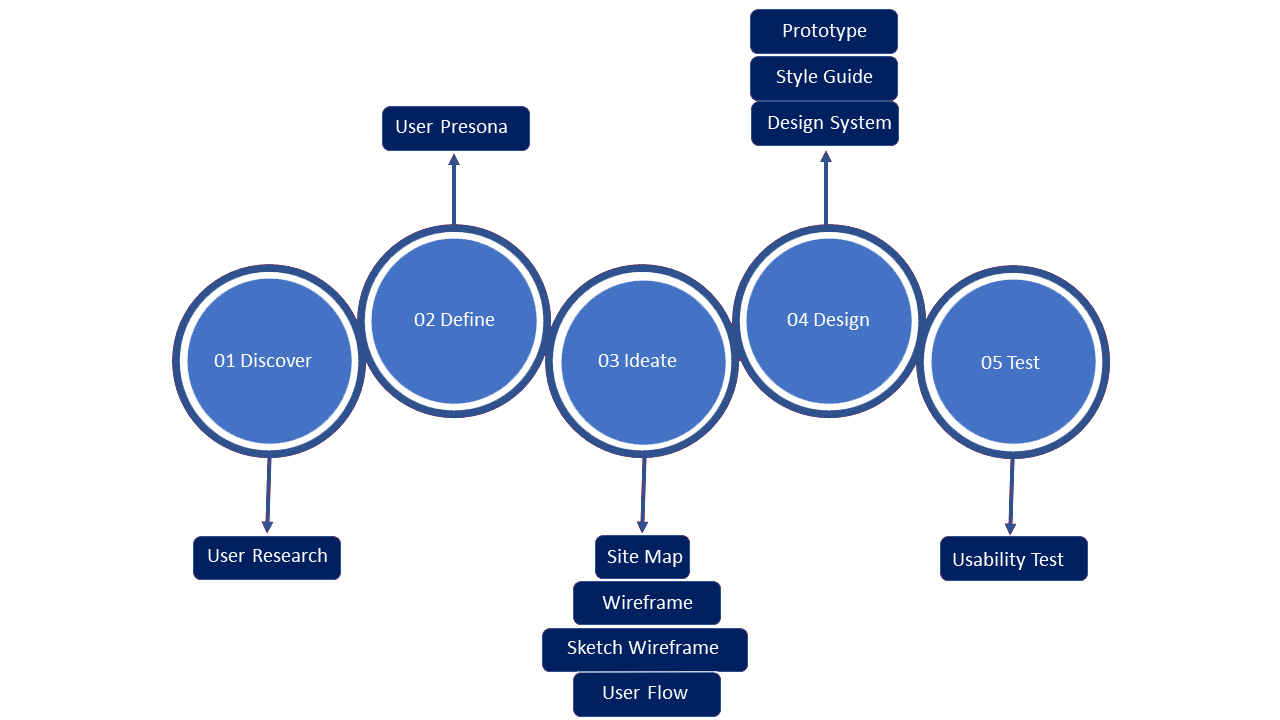 Prototype
Style Guide
Design System
User Presona
02 Define
04 Design
01 Discover
03 Ideate
05 Test
User Research
Site Map
Usability Test
Wireframe
Sketch Wireframe
User Flow